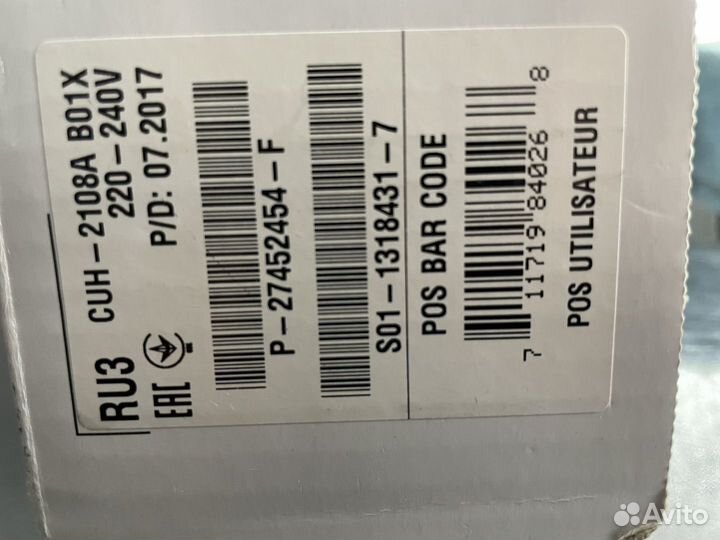 RU3 CUH-2108A B01X
220-240V
EAC P/D: 07.2017
P-27452454-F
S01-1318431-7
POS BAR CODE
7 11719 84026 8
POS UTILISATEUR
Avito